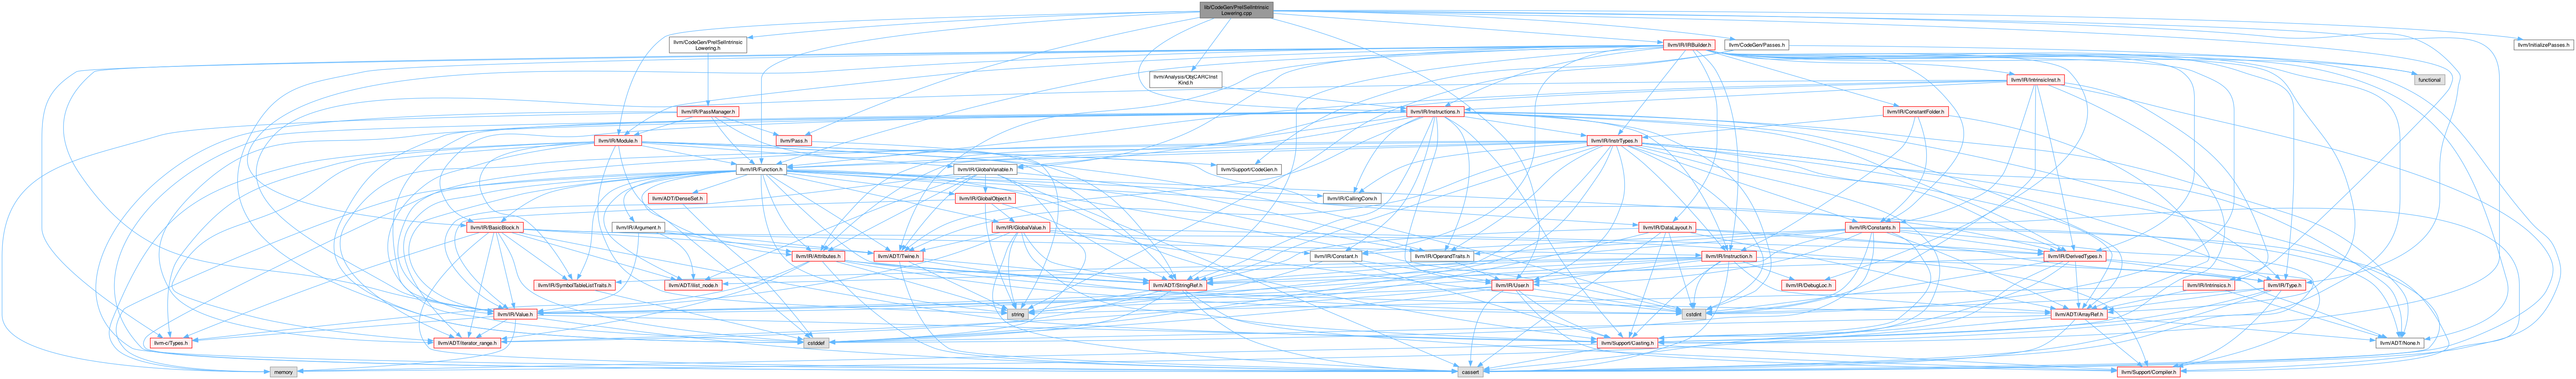 lib/CodeGen/PreISelIntrinsic
Lowering.cpp
llvm/CodeGen/PreISelIntrinsic
Lowering.h
llvm/IR/IRBuilder.h
llvm/CodeGen/Passes.h
llvm/InitializePasses.h
llvm/Analysis/ObjCARCInst
Kind.h
llvm/IR/IntrinsicInst.h
functional
llvm/IR/PassManager.h
llvm/IR/Instructions.h
llvm/IR/ConstantFolder.h
llvm/IR/Module.h
llvm/Pass.h
llvm/IR/InstrTypes.h
llvm/IR/Function.h
llvm/IR/GlobalVariable.h
llvm/Support/CodeGen.h
llvm/ADT/DenseSet.h
llvm/IR/GlobalObject.h
llvm/IR/CallingConv.h
llvm/IR/BasicBlock.h
llvm/IR/Argument.h
llvm/IR/GlobalValue.h
llvm/IR/DataLayout.h
llvm/IR/Constants.h
llvm/IR/Attributes.h
llvm/ADT/Twine.h
llvm/IR/Constant.h
llvm/IR/OperandTraits.h
llvm/IR/Instruction.h
llvm/IR/DerivedTypes.h
llvm/IR/SymbolTableListTraits.h
llvm/ADT/ilist_node.h
llvm/ADT/StringRef.h
llvm/IR/User.h
llvm/IR/DebugLoc.h
llvm/IR/Intrinsics.h
llvm/IR/Type.h
llvm/IR/Value.h
string
cstdint
llvm/ADT/ArrayRef.h
llvm-c/Types.h
llvm/ADT/iterator_range.h
cstddef
llvm/Support/Casting.h
llvm/ADT/None.h
memory
cassert
llvm/Support/Compiler.h